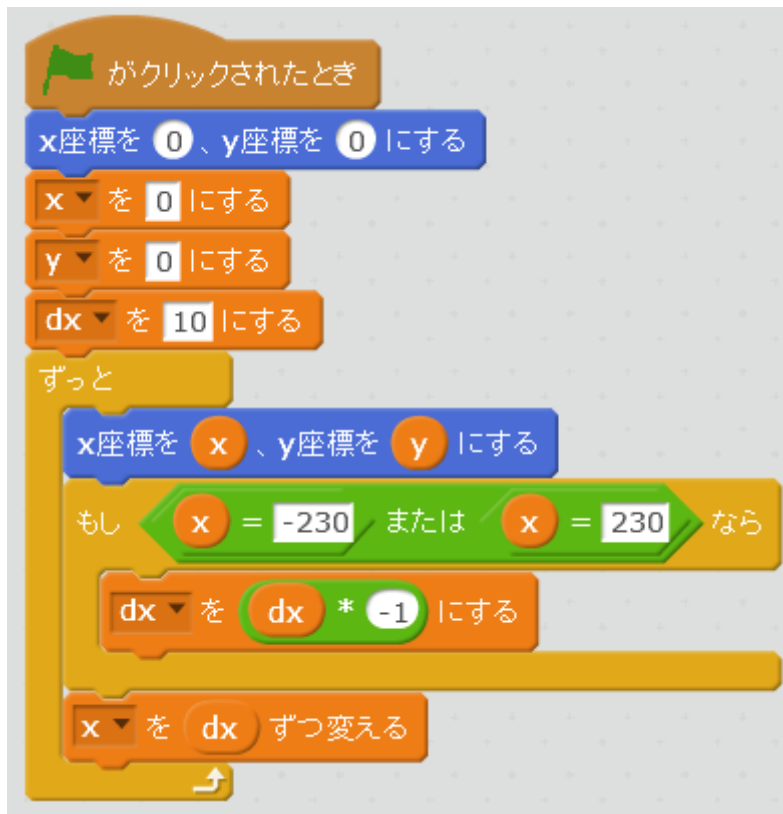 がクリックされたとき
x座標を 0 、y座標を 0 にする
x を 0 にする
y を 0 にする
dx を 10 にする
ずっと
x座標を x 、y座標を y にする
もし x = -230 または x = 230 なら
dx を dx * -1 にする
x を dx ずつ変える